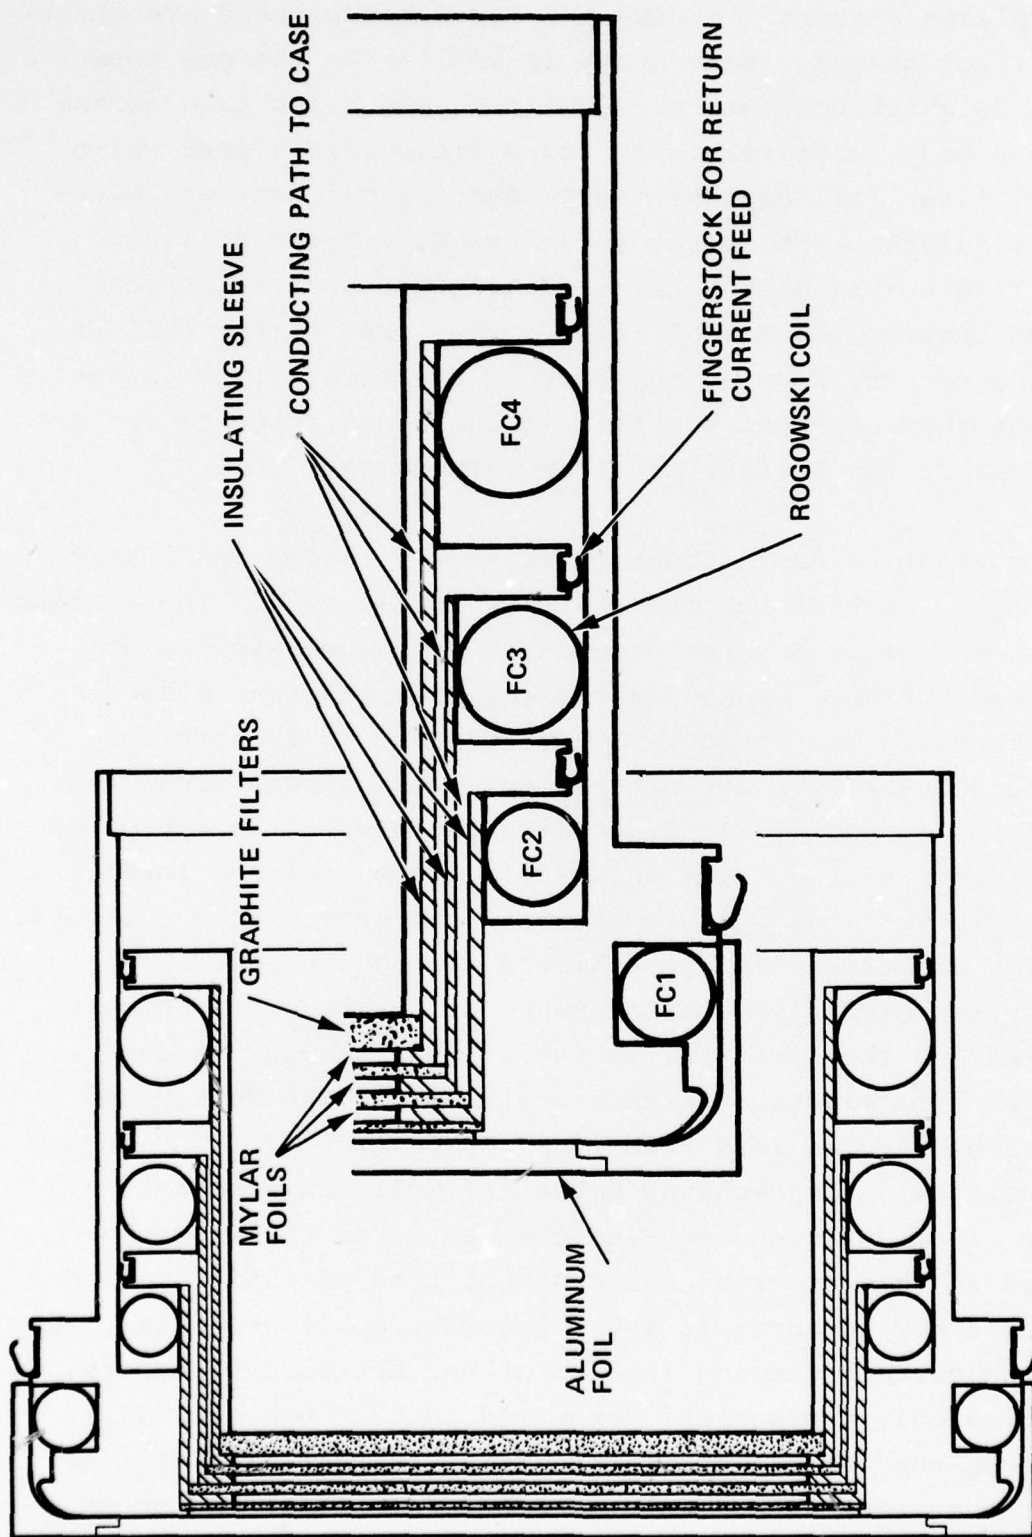 GRAPHITE FILTERS
INSULATING SLEEVE
CONDUCTING PATH TO CASE
MYLAR
FOILS
FC1
FC2
FC3
FC4
ALUMINUM
FOIL
ROGOWSKI COIL
FINGERSTOCK FOR RETURN
CURRENT FEED